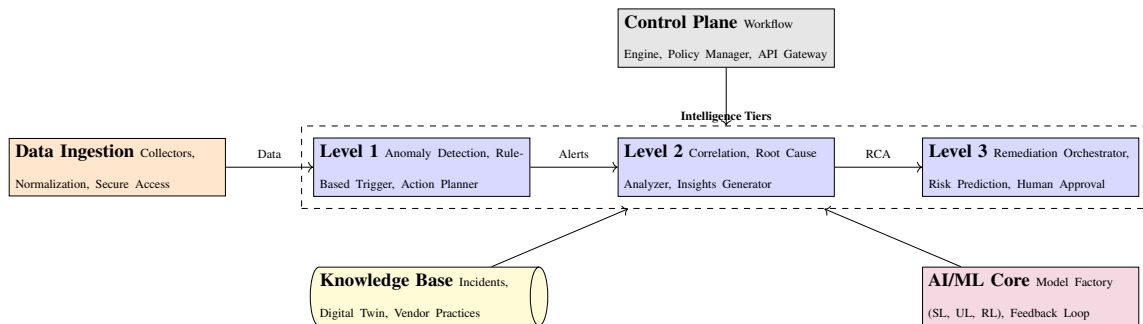 Control Plane Workflow
Engine, Policy Manager, API Gateway
Intelligence Tiers
Data Ingestion Collectors,
Normalization, Secure Access
Data
Level 1 Anomaly Detection, Rule-
Based Trigger, Action Planner
Alerts
Level 2 Correlation, Root Cause
Analyzer, Insights Generator
RCA
Level 3 Remediation Orchestrator,
Risk Prediction, Human Approval
Knowledge Base Incidents,
Digital Twin, Vendor Practices
AI/ML Core Model Factory
(SL, UL, RL), Feedback Loop